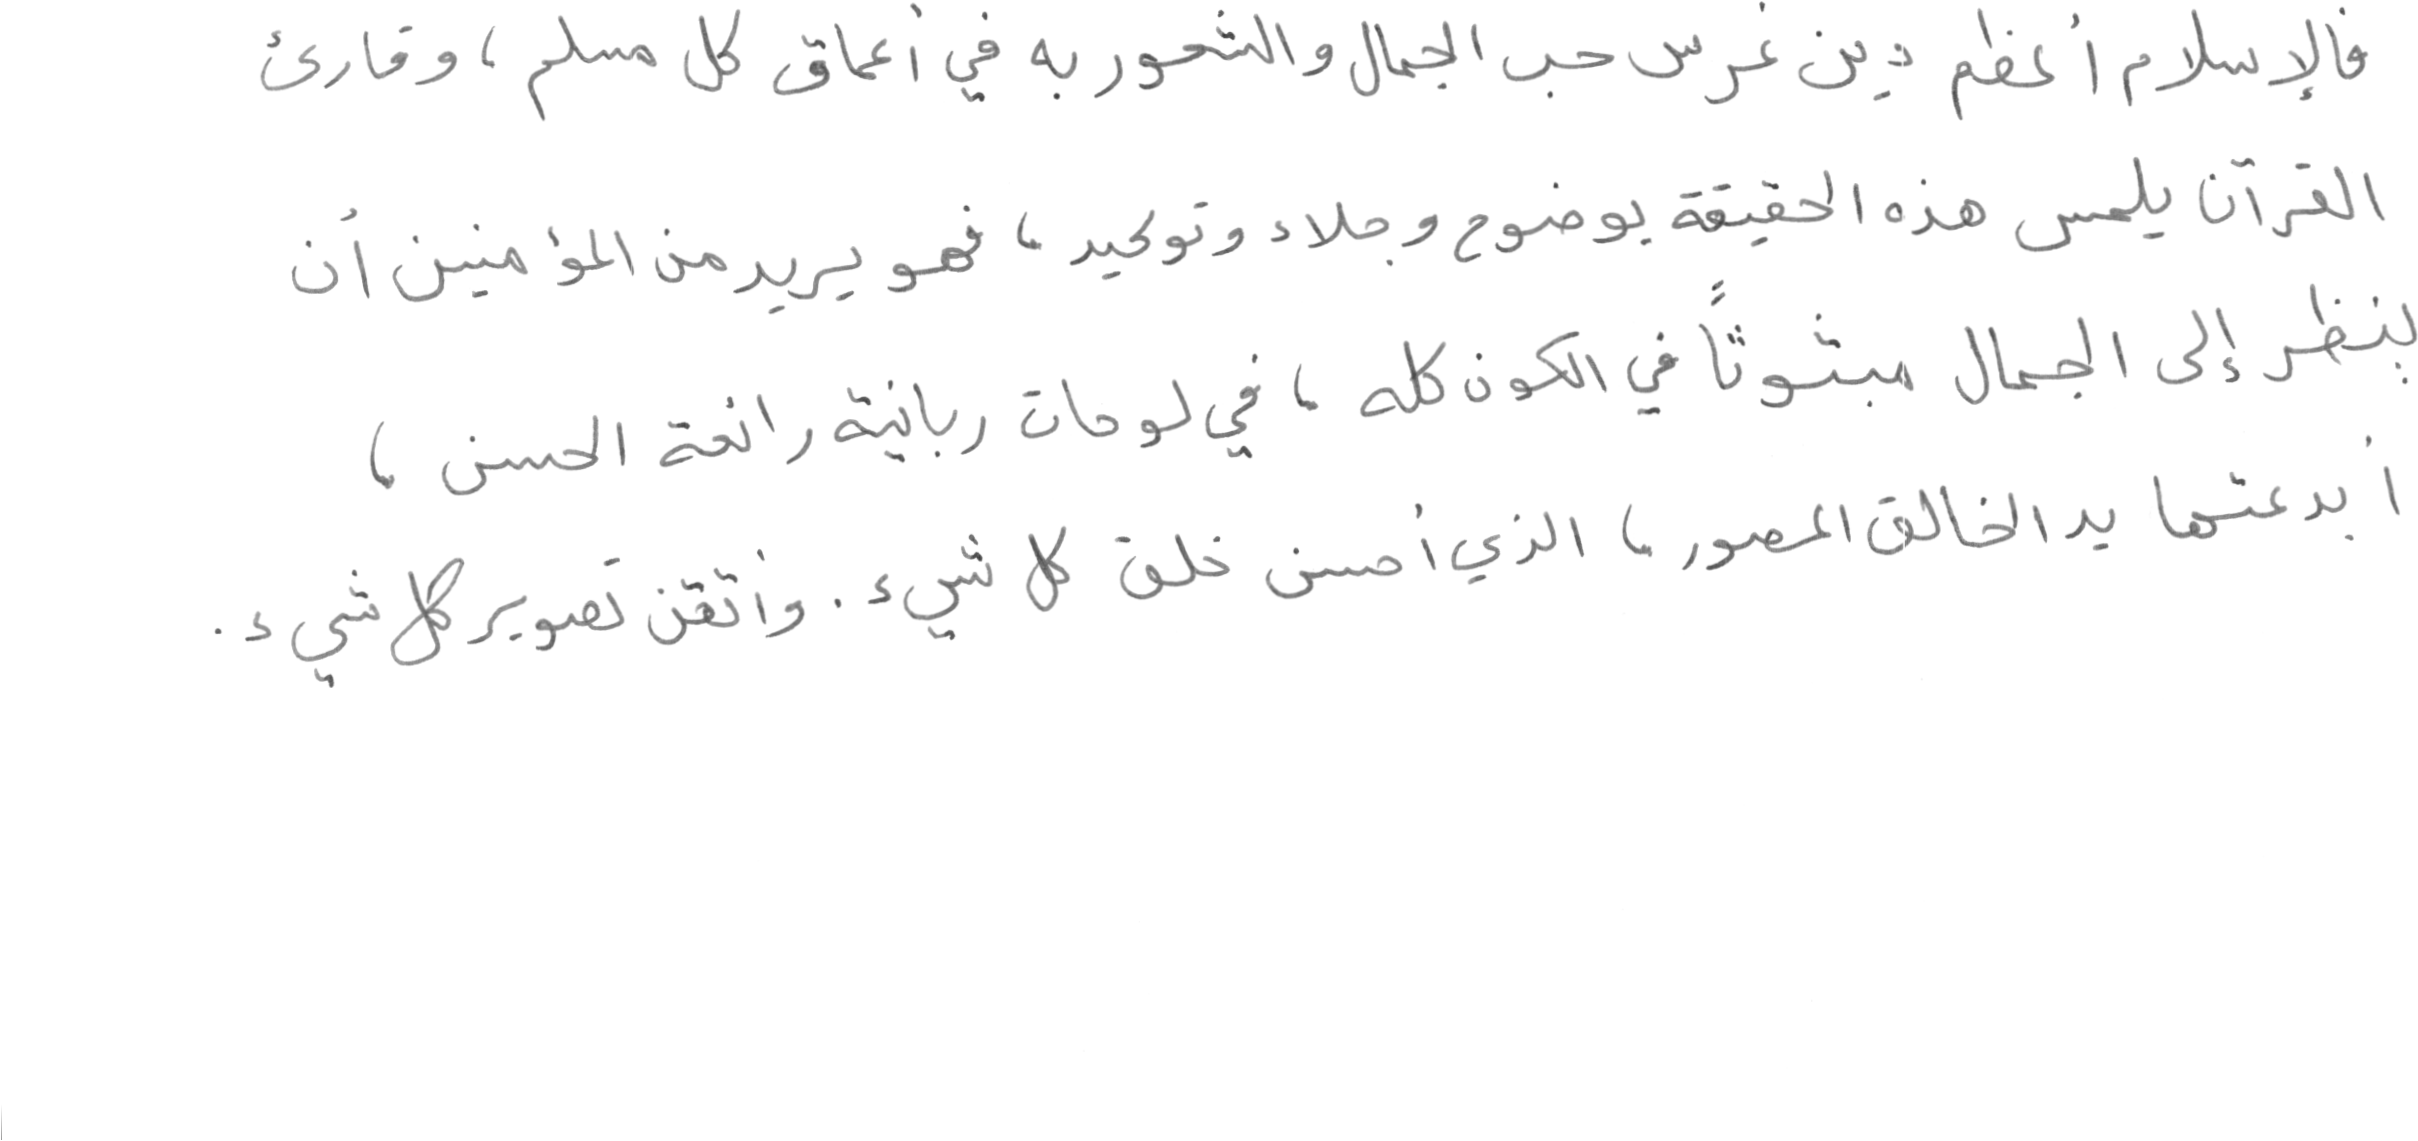 فالإسلام أعظم دين غرس حب الجمال والشعور به في أعماق كل مسلم، وقارئ
القرآن يلمس هذه الحقيقة بوضوح وجلاء وتوكيد، فهو يريد من المؤمنين أن
ينظر إلى الجمال مبثوثاً في الكون كله، في لوحات ربانية رائعة الحسن،
أبدعتها يد الخالق المصور، الذي أحسن خلق كل شيء. وأتقن تصوير كل شيء.